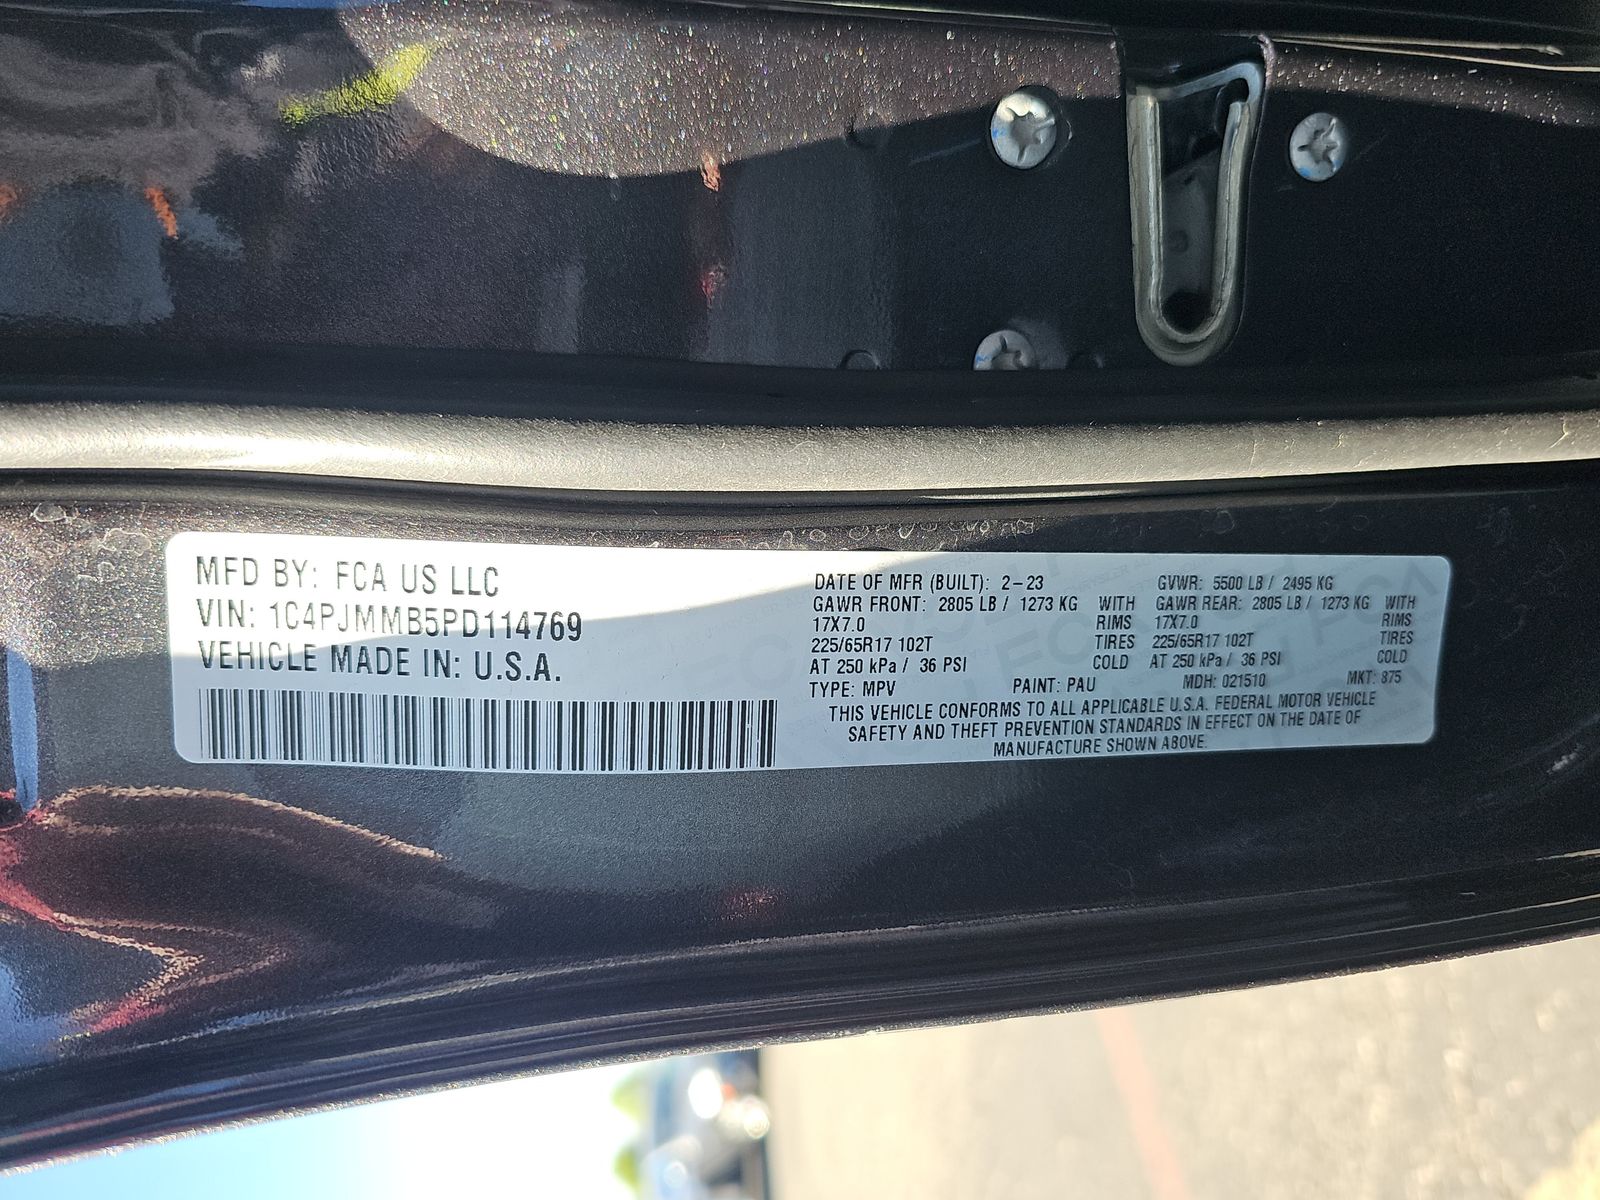 MFD BY: FCA US LLC
VIN: 1C4PJMMB5PD114769
VEHICLE MADE IN: U.S.A.
DATE OF MFR (BUILT): 2-23 GVWR: 5500 LB / 2495 KG
GAWR FRONT: 2805 LB / 1273 KG WITH GAWR REAR: 2805 LB / 1273 KG WITH
17X7.0 RIMS 17X7.0 RIMS
225/65R17 102T TIRES 225/65R17 102T TIRES
AT 250 kPa / 36 PSI COLD AT 250 kPa / 36 PSI COLD
TYPE: MPV PAINT: PAU MDH: 021510 MKT: 875
THIS VEHICLE CONFORMS TO ALL APPLICABLE U.S.A. FEDERAL MOTOR VEHICLE
SAFETY AND THEFT PREVENTION STANDARDS IN EFFECT ON THE DATE OF
MANUFACTURE SHOWN ABOVE.